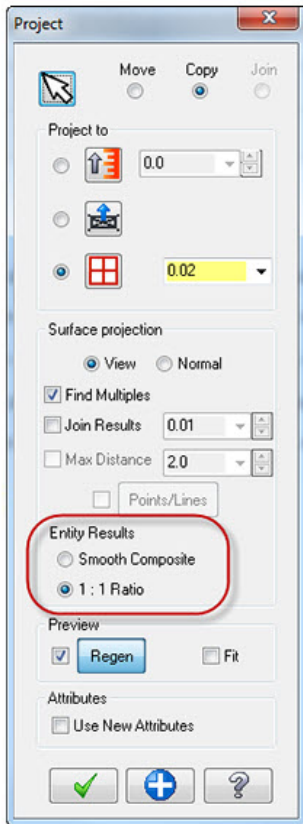 Project
Move Copy Join
Project to
0.0
0.02
Surface projection
View Normal
Find Multiples
Join Results 0.01
Max Distance 2.0
Points/Lines
Entity Results
Smooth Composite
1 : 1 Ratio
Preview
Regen Fit
Attributes
Use New Attributes